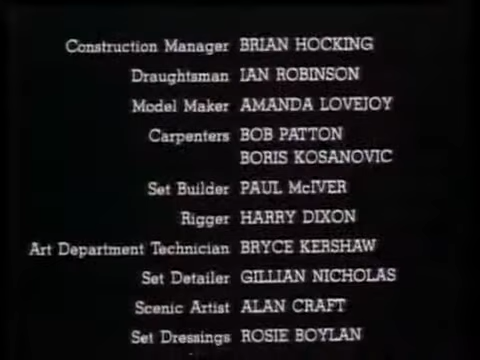 Construction Manager BRIAN HOCKING
Draughtsman IAN ROBINSON
Model Maker AMANDA LOVEJOY
Carpenters BOB PATTON
BORIS KOSANOVIC
Set Builder PAUL McIVER
Rigger HARRY DIXON
Art Department Technician BRYCE KERSHAW
Set Detailer GILLIAN NICHOLAS
Scenic Artist ALAN CRAFT
Set Dressings ROSIE BOYLAN